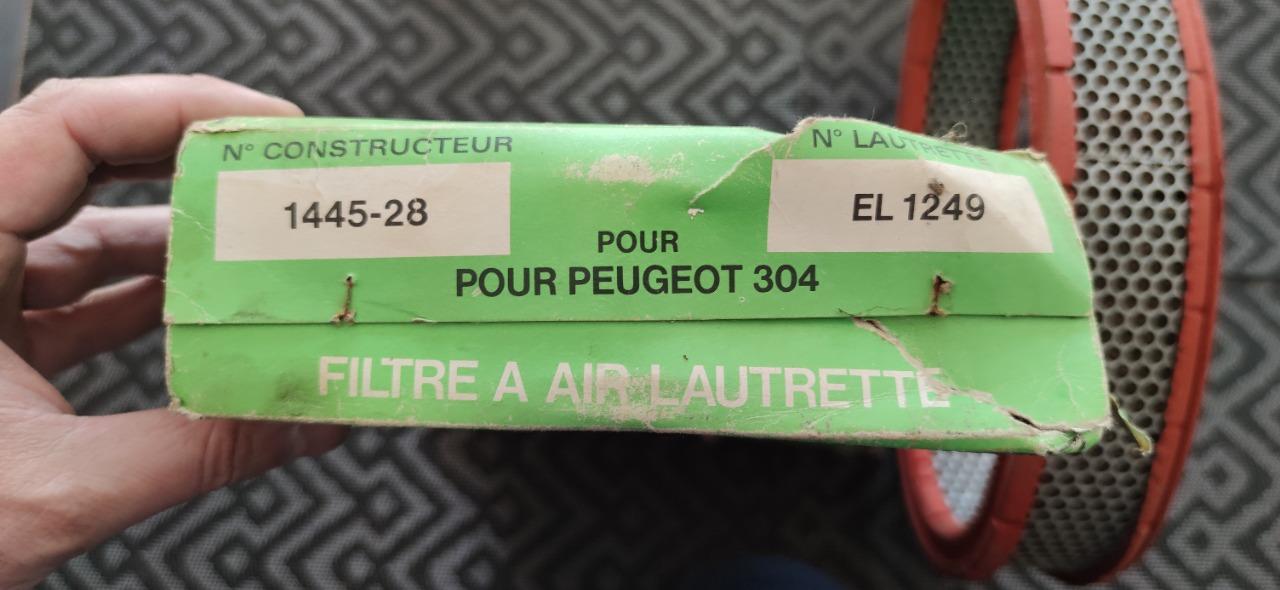 N° CONSTRUCTEUR
N° LAUTRETTE
1445-28
EL 1249
POUR
POUR PEUGEOT 304
FILTRE A AIR LAUTRETTE